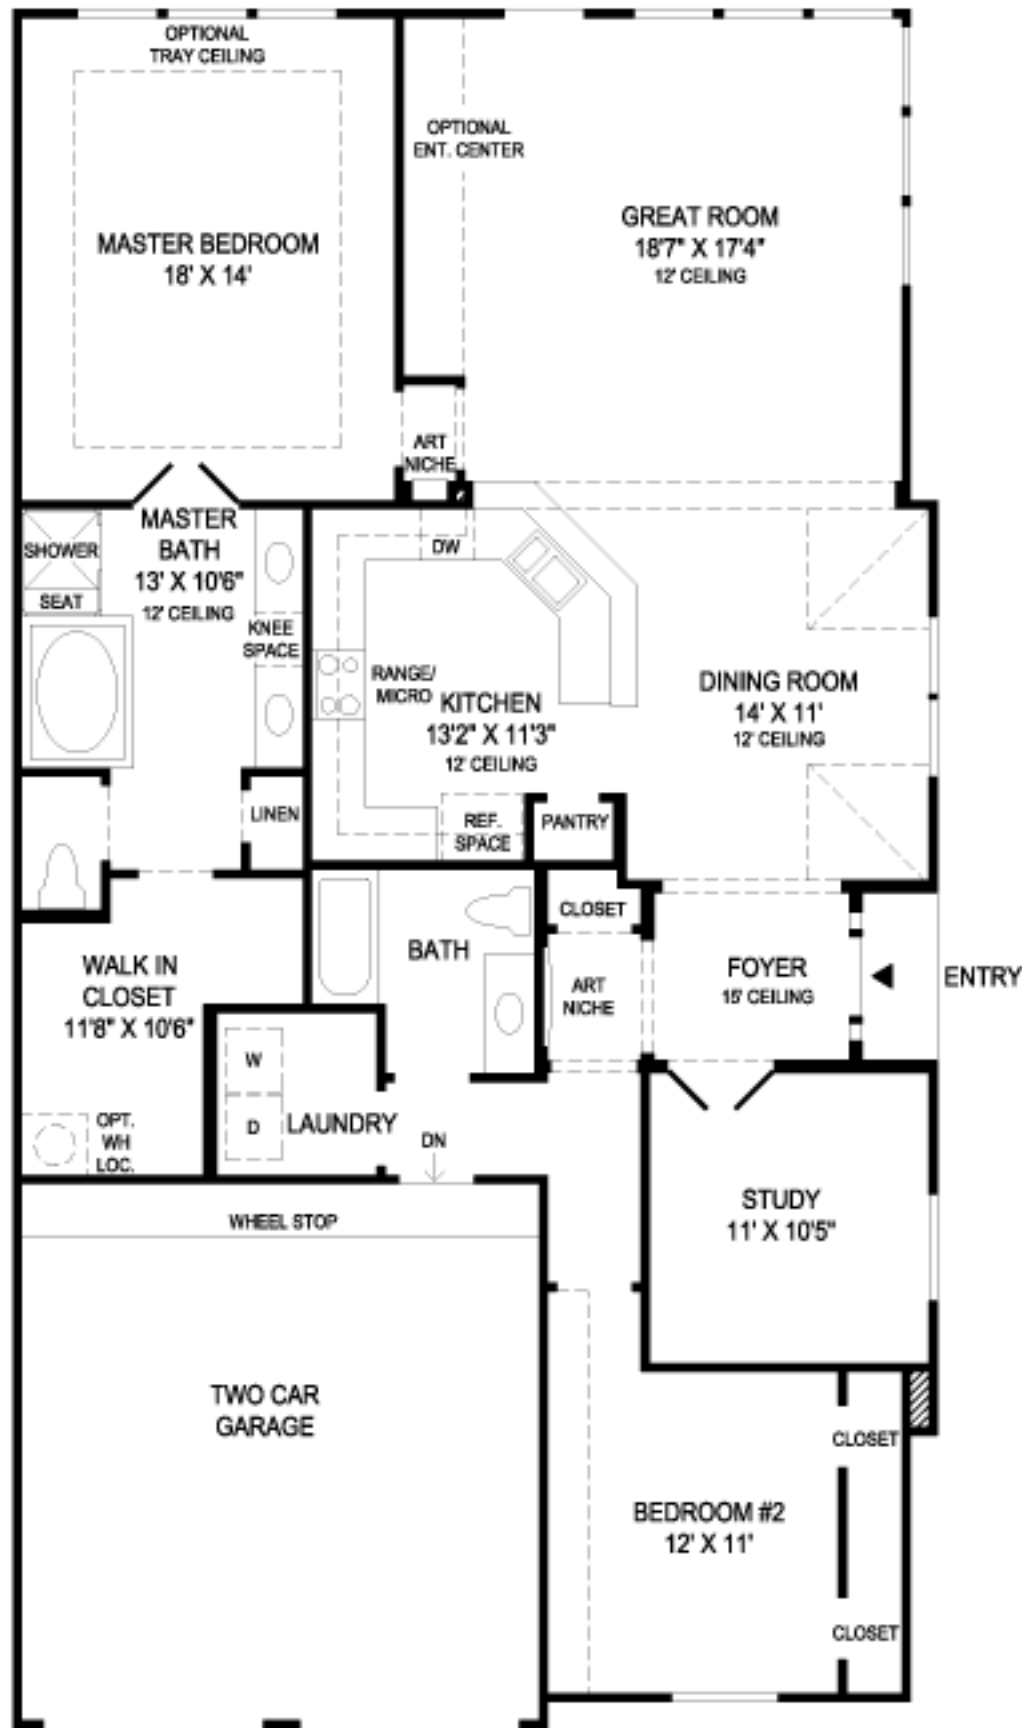 OPTIONAL
TRAY CEILING
OPTIONAL
ENT. CENTER
MASTER BEDROOM
18' X 14'
GREAT ROOM
18'7" X 17'4"
12' CEILING
ART
NICHE
MASTER
BATH
13' X 10'6"
12' CEILING
SHOWER
SEAT
KNEE
SPACE
DW
RANGE/
MICRO
KITCHEN
13'2" X 11'3"
12' CEILING
DINING ROOM
14' X 11'
12' CEILING
LINEN
REF.
SPACE
PANTRY
CLOSET
BATH
WALK IN
CLOSET
11'8" X 10'6"
ART
NICHE
FOYER
15' CEILING
ENTRY
W
D
LAUNDRY
OPT.
WH
LOC.
DN
STUDY
11' X 10'5"
WHEEL STOP
TWO CAR
GARAGE
CLOSET
BEDROOM #2
12' X 11'
CLOSET